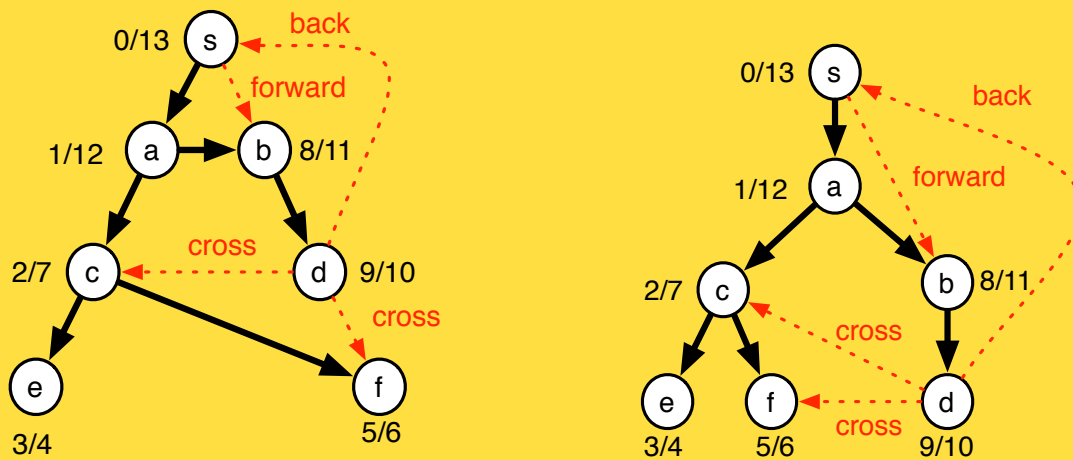 back
0/13 s
forward
1/12 a b 8/11
cross
2/7 c d 9/10
cross
e f
3/4 5/6
s
0/13
back
a forward
1/12
2/7 c b 8/11
cross
e f d
cross
3/4 5/6 9/10